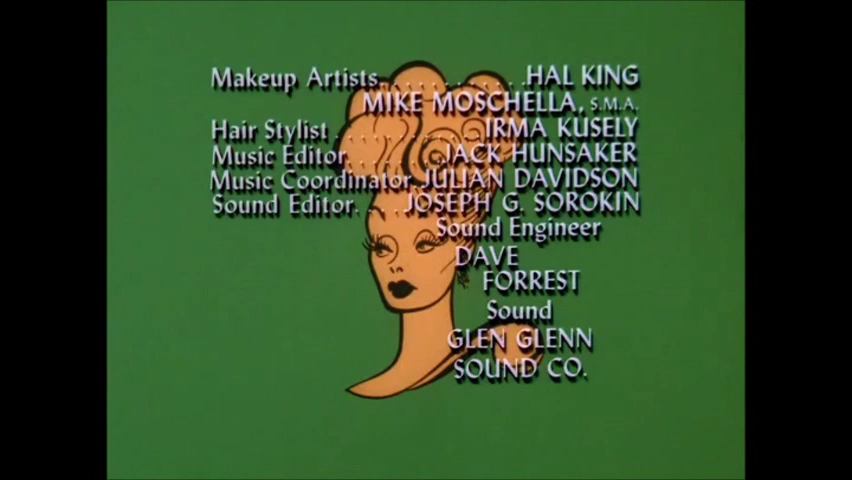 Makeup Artists. . . . . . . . . . .HAL KING
MIKE MOSCHELLA, S.M.A.
Hair Stylist . . . . . . . . . . . .IRMA KUSELY
Music Editor. . . . . . . .JACK HUNSAKER
Music Coordinator JULIAN DAVIDSON
Sound Editor. . . . .JOSEPH G. SOROKIN
Sound Engineer
DAVE
FORREST
Sound
GLEN GLENN
SOUND CO.